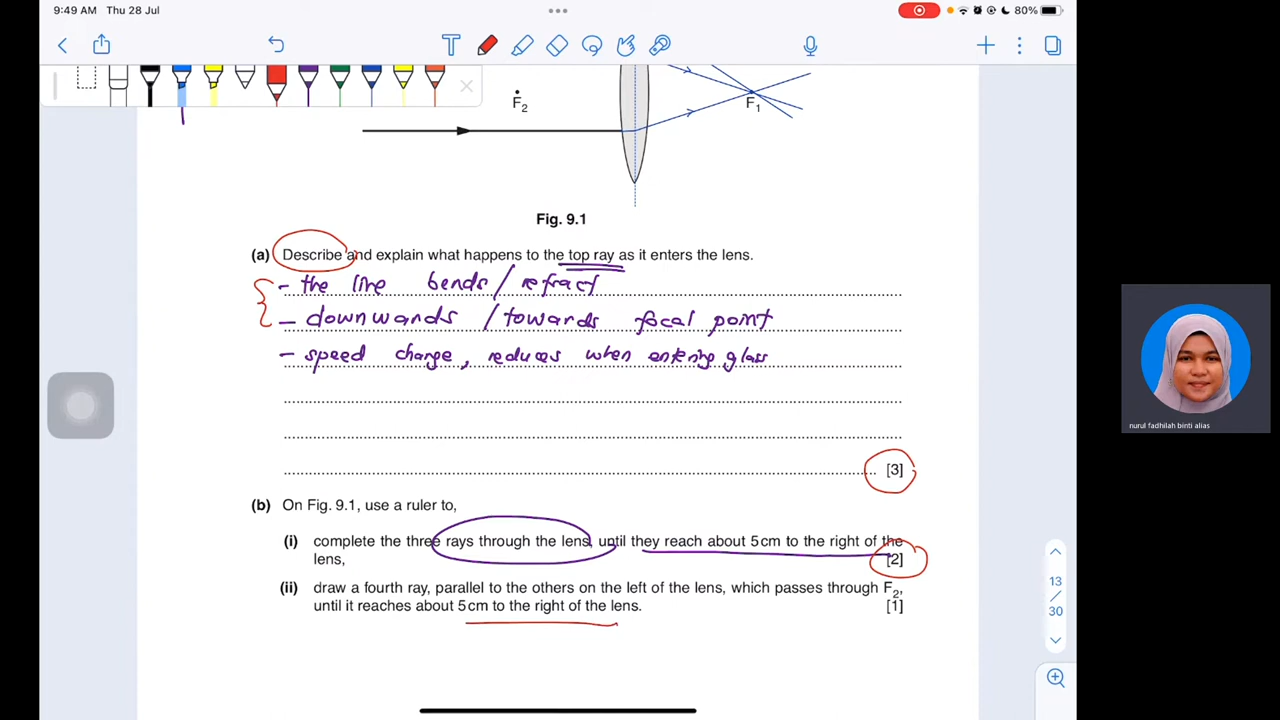 9:49 AM Thu 28 Jul
80%
T
F2
F1
Fig. 9.1
(a) Describe and explain what happens to the top ray as it enters the lens.
- the line bends / refract
- downwards / towards focal point
- speed change, reduces when entering glass
[3]
(b) On Fig. 9.1, use a ruler to,
(i) complete the three rays through the lens, until they reach about 5 cm to the right of the
lens, [2]
(ii) draw a fourth ray, parallel to the others on the left of the lens, which passes through F2,
until it reaches about 5 cm to the right of the lens. [1]
13
/
30
nurul fadhilah binti alias